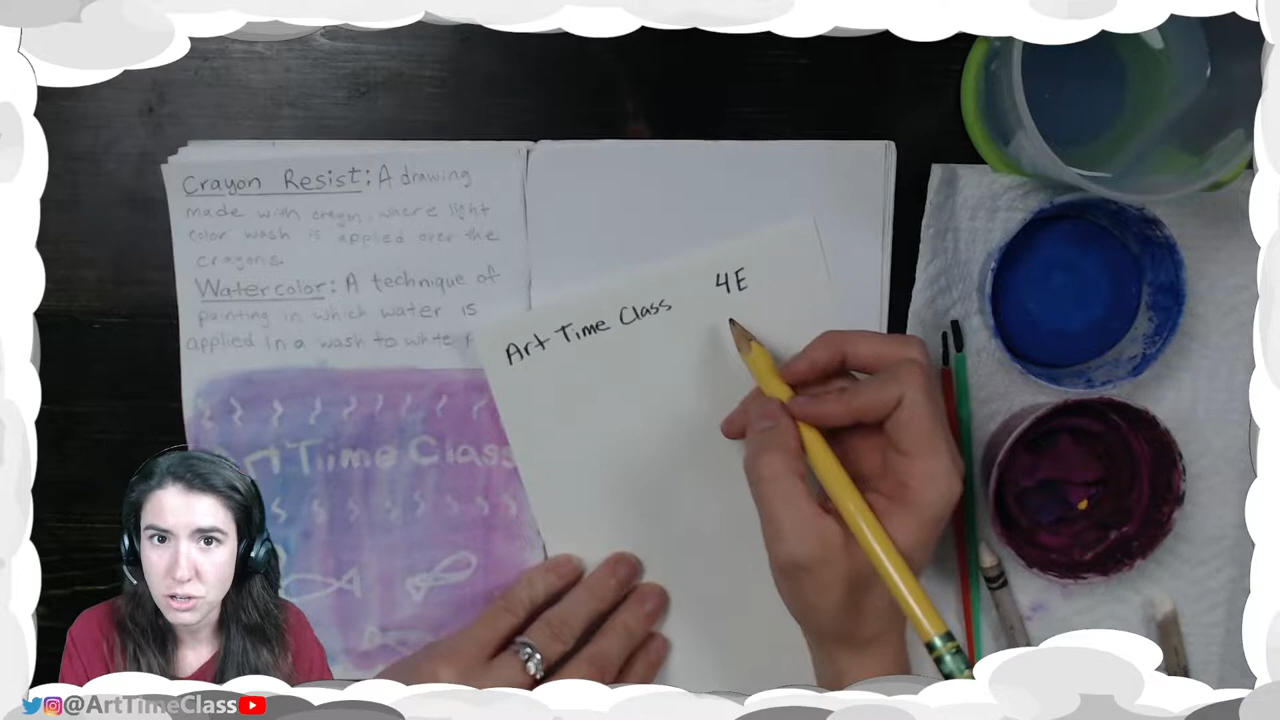 Crayon Resist: A drawing
made with crayon, where light
color wash is applied over the
crayons.
Watercolor: A technique of
painting in which water is
applied in a wash to white
Art Time Class
4E
Art Time Class
@ArtTimeClass